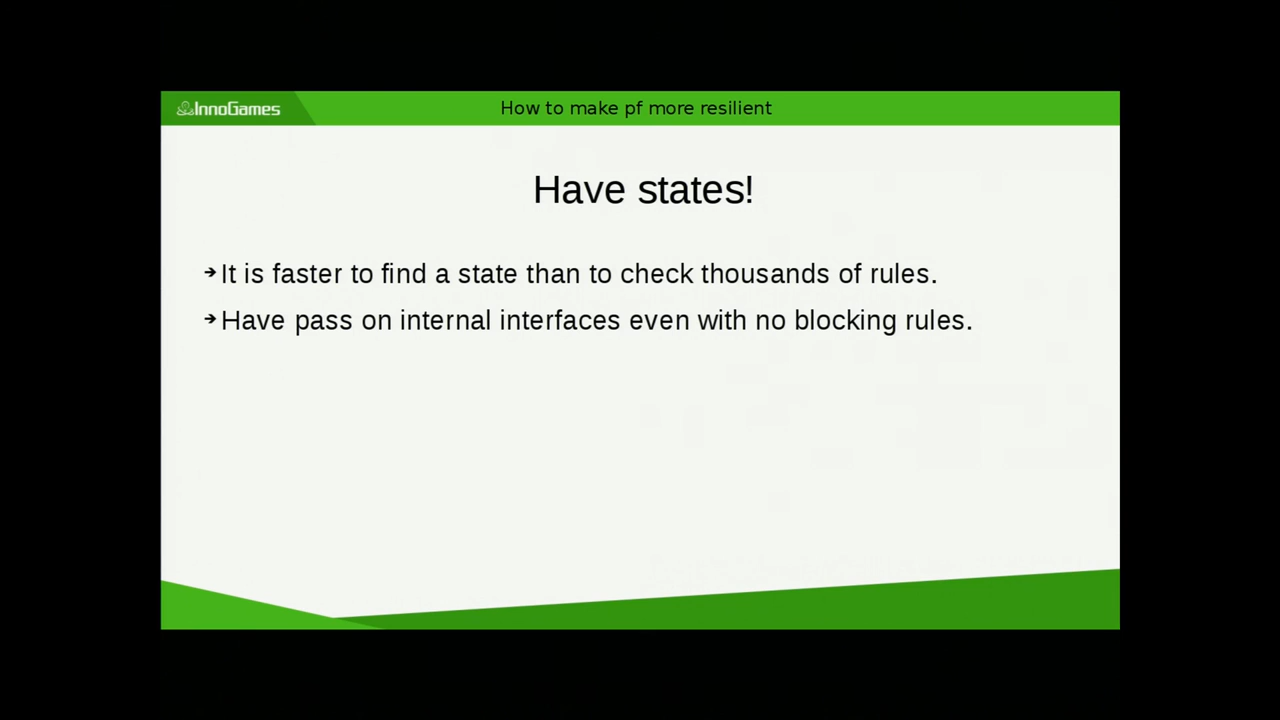 InnoGames
How to make pf more resilient
Have states!
➔It is faster to find a state than to check thousands of rules.
➔Have pass on internal interfaces even with no blocking rules.